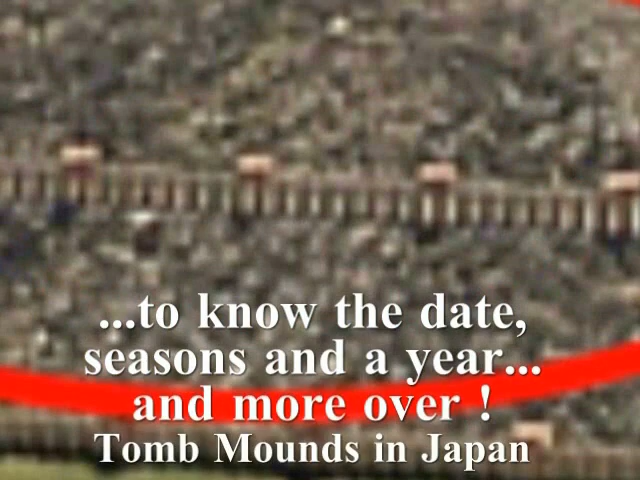 ...to know the date,
seasons and a year...
and more over !
Tomb Mounds in Japan